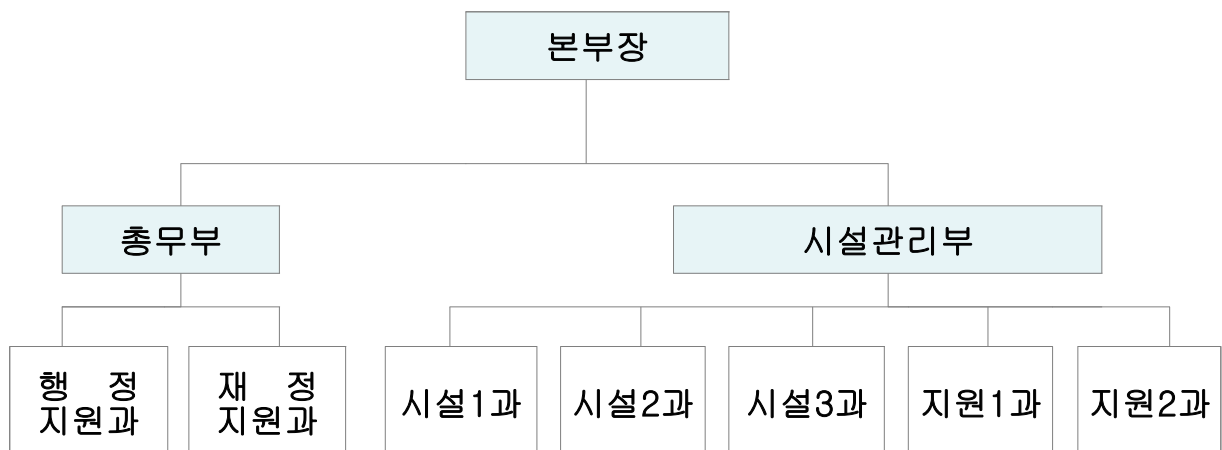 본부장
총무부
시설관리부
행 정
지원과
재 정
지원과
시설1과
시설2과
시설3과
지원1과
지원2과